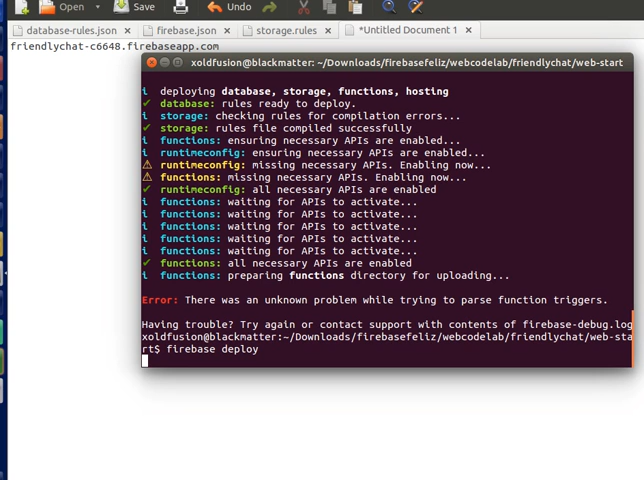 Open Save Undo
database-rules.json × firebase.json × storage.rules × *Untitled Document 1 ×
friendlychat-c6648.firebaseapp.com
xoldfusion@blackmatter: ~/Downloads/firebasefeliz/webcodelab/friendlychat/web-start
i deploying database, storage, functions, hosting
✔ database: rules ready to deploy.
i storage: checking rules for compilation errors...
✔ storage: rules file compiled successfully
i functions: ensuring necessary APIs are enabled...
i runtimeconfig: ensuring necessary APIs are enabled...
⚠ runtimeconfig: missing necessary APIs. Enabling now...
⚠ functions: missing necessary APIs. Enabling now...
✔ runtimeconfig: all necessary APIs are enabled
i functions: waiting for APIs to activate...
i functions: waiting for APIs to activate...
i functions: waiting for APIs to activate...
i functions: waiting for APIs to activate...
i functions: waiting for APIs to activate...
✔ functions: all necessary APIs are enabled
i functions: preparing functions directory for uploading...
Error: There was an unknown problem while trying to parse function triggers.
Having trouble? Try again or contact support with contents of firebase-debug.log
xoldfusion@blackmatter:~/Downloads/firebasefeliz/webcodelab/friendlychat/web-sta
rt$ firebase deploy